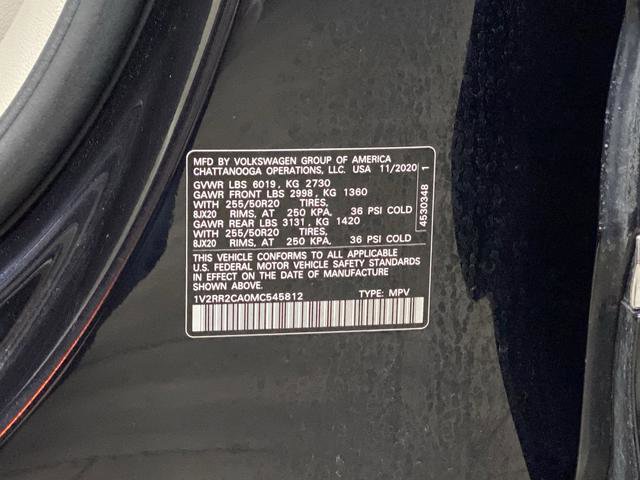 MFD BY VOLKSWAGEN GROUP OF AMERICA
CHATTANOOGA OPERATIONS, LLC. USA 11/2020
GVWR LBS 6019, KG 2730
GAWR FRONT LBS 2998, KG 1360
WITH 255/50R20 TIRES,
8JX20 RIMS, AT 250 KPA, 36 PSI COLD
GAWR REAR LBS 3131, KG 1420
WITH 255/50R20 TIRES,
8JX20 RIMS, AT 250 KPA, 36 PSI COLD
THIS VEHICLE CONFORMS TO ALL APPLICABLE
U.S. FEDERAL MOTOR VEHICLE SAFETY STANDARDS
IN EFFECT ON THE DATE OF MANUFACTURE
SHOWN ABOVE.
1V2RR2CA0MC545812 TYPE: MPV
4530348 1